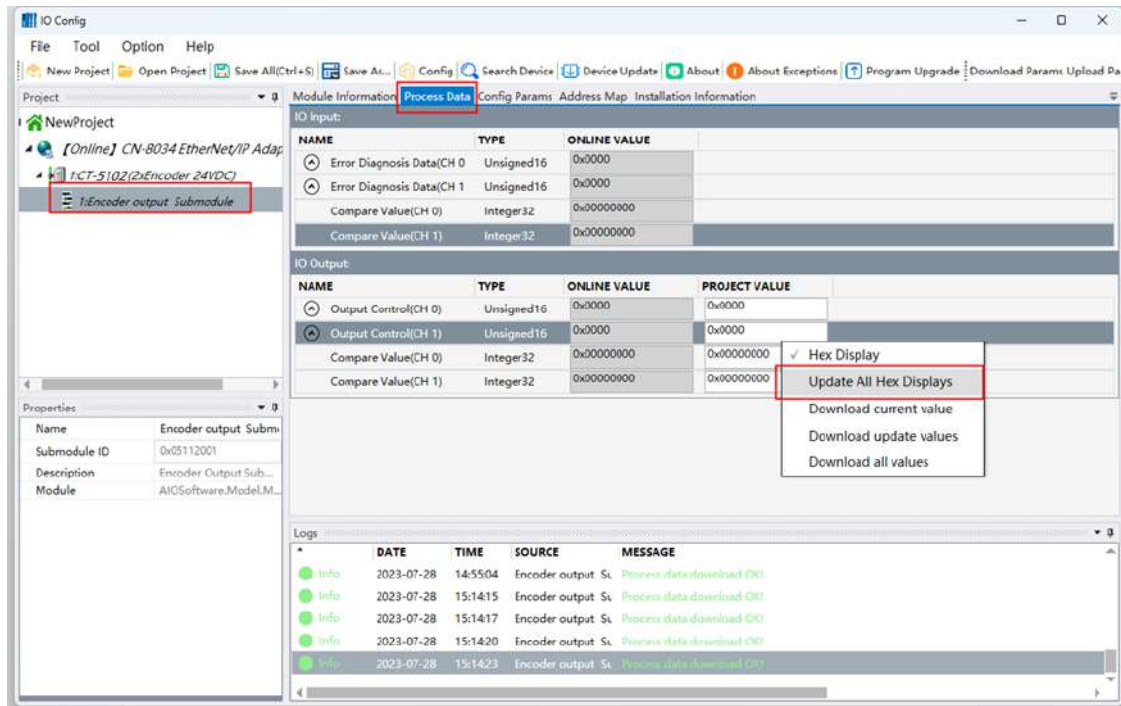 IO Config
File Tool Option Help
New Project Open Project Save All(Ctrl+S) Save As... Config Search Device Device Update About About Exceptions Program Upgrade Download Params Upload Pa
Project
Module Information Process Data Config Params Address Map Installation Information
NewProject
【Online】CN-8034 EtherNet/IP Adap
1:CT-5102(2xEncoder 24VDC)
1:Encoder output Submodule
IO Input:
NAME TYPE ONLINE VALUE
Error Diagnosis Data(CH 0 Unsigned16 0x0000
Error Diagnosis Data(CH 1 Unsigned16 0x0000
Compare Value(CH 0) Integer32 0x00000000
Compare Value(CH 1) Integer32 0x00000000
IO Output:
NAME TYPE ONLINE VALUE PROJECT VALUE
Output Control(CH 0) Unsigned16 0x0000 0x0000
Output Control(CH 1) Unsigned16 0x0000 0x0000
Compare Value(CH 0) Integer32 0x00000000 0x00000000
Compare Value(CH 1) Integer32 0x00000000 0x00000000
Hex Display
Update All Hex Displays
Download current value
Download update values
Download all values
Properties
Name Encoder output Subm
Submodule ID 0x05112001
Description Encoder Output Sub...
Module AIOSoftware.Model.M...
Logs
DATE TIME SOURCE MESSAGE
Info 2023-07-28 14:55:04 Encoder output Su Process data download OK!
Info 2023-07-28 15:14:15 Encoder output Su Process data download OK!
Info 2023-07-28 15:14:17 Encoder output Su Process data download OK!
Info 2023-07-28 15:14:20 Encoder output Su Process data download OK!
Info 2023-07-28 15:14:23 Encoder output Su Process data download OK!